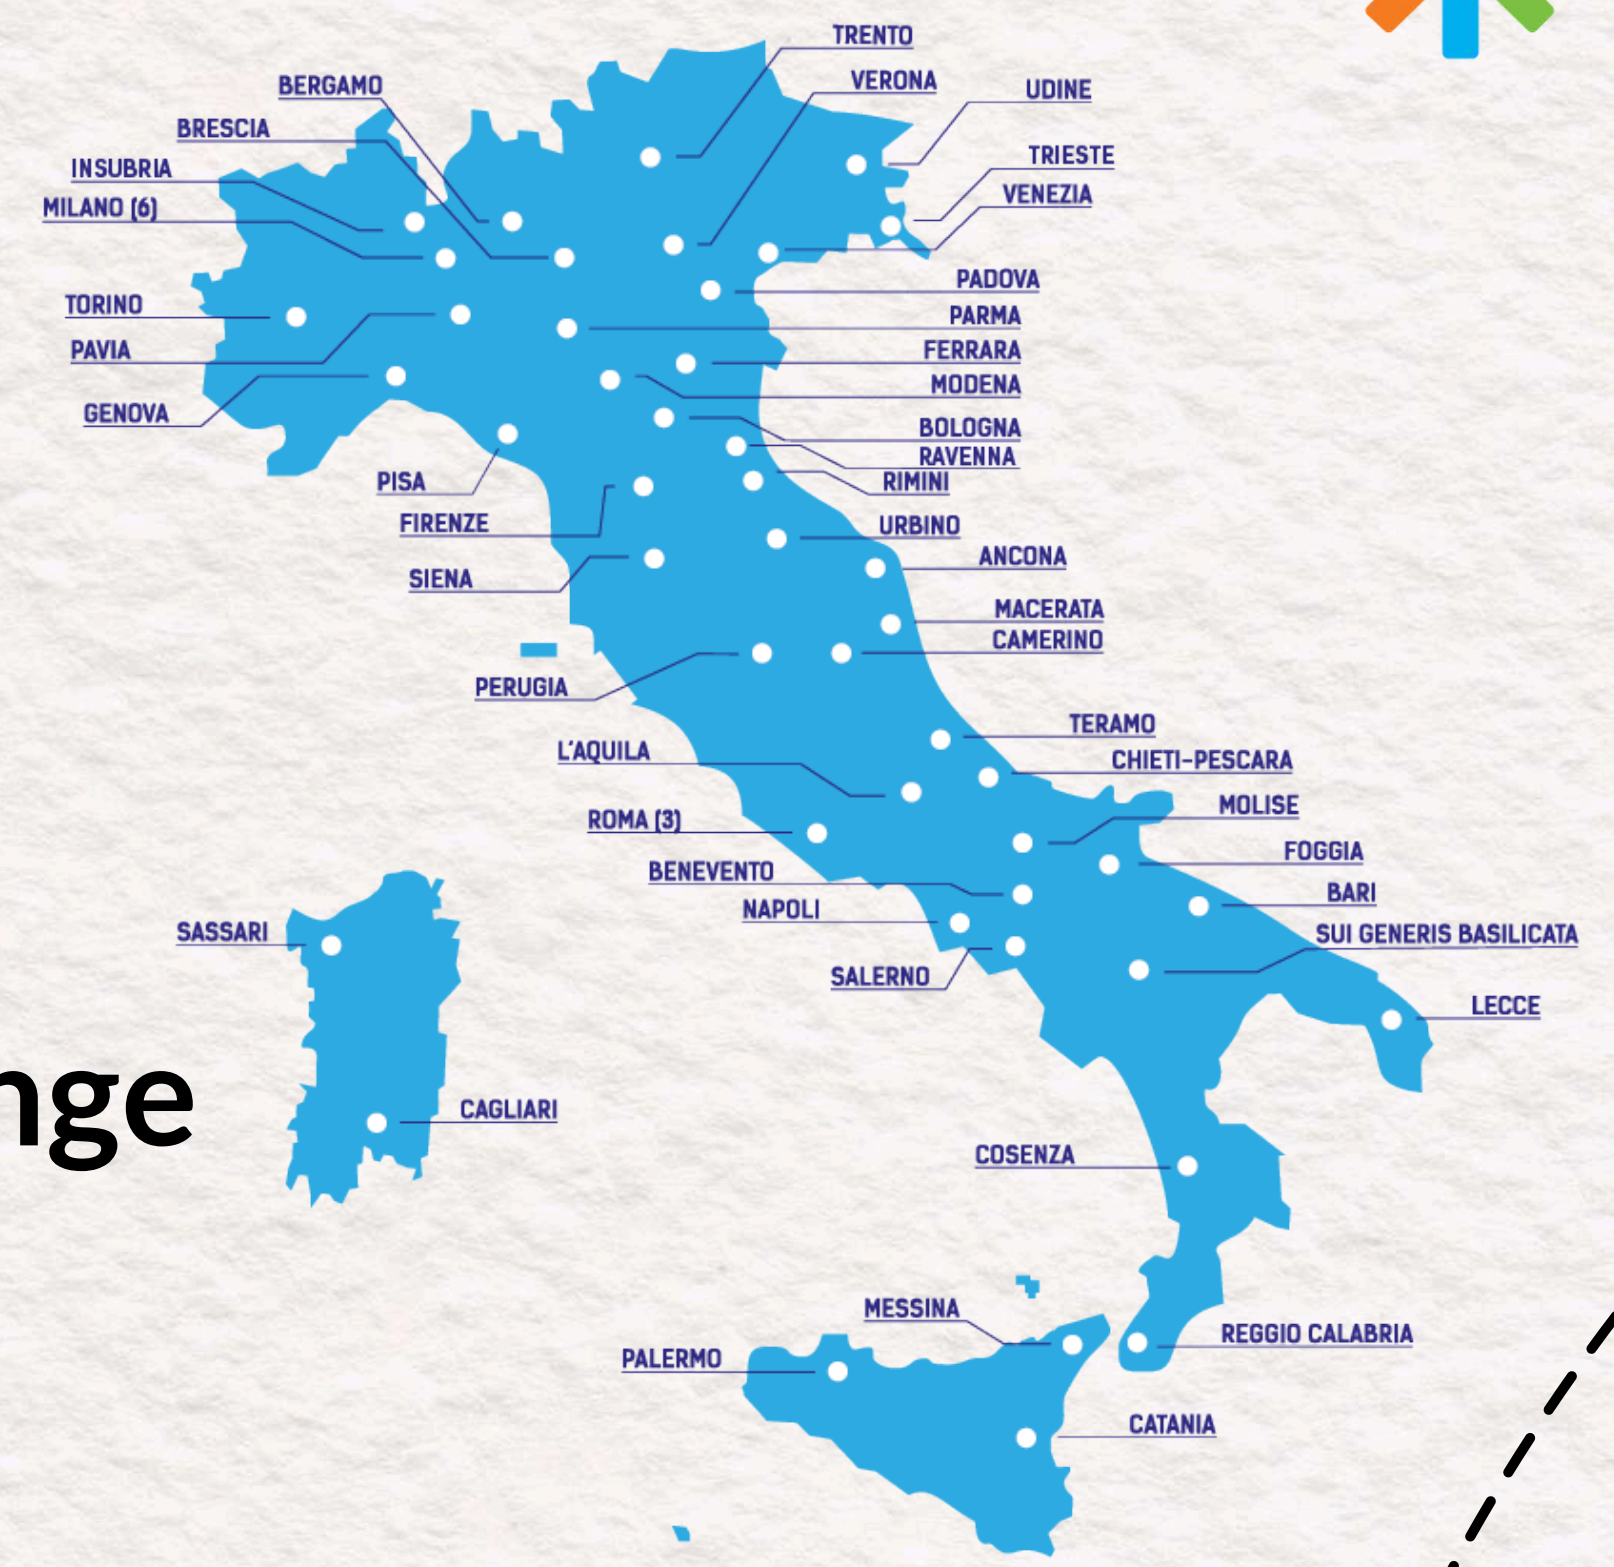 TRENTO
BERGAMO
VERONA
UDINE
BRESCIA
TRIESTE
INSUBRIA
VENEZIA
MILANO (6)
PADOVA
TORINO
PARMA
PAVIA
FERRARA
MODENA
GENOVA
BOLOGNA
RAVENNA
PISA
RIMINI
FIRENZE
URBINO
ANCONA
SIENA
MACERATA
CAMERINO
PERUGIA
TERAMO
L'AQUILA
CHIETI-PESCARA
MOLISE
ROMA (3)
FOGGIA
BENEVENTO
BARI
NAPOLI
SASSARI
SUI GENERIS BASILICATA
SALERNO
LECCE
nge
CAGLIARI
COSENZA
MESSINA
REGGIO CALABRIA
PALERMO
CATANIA